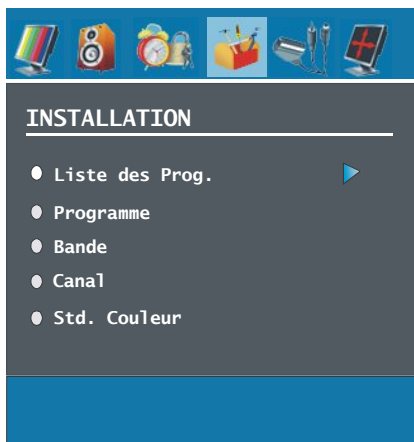 INSTALLATION
Liste des Prog.
Programme
Bande
Canal
Std. Couleur